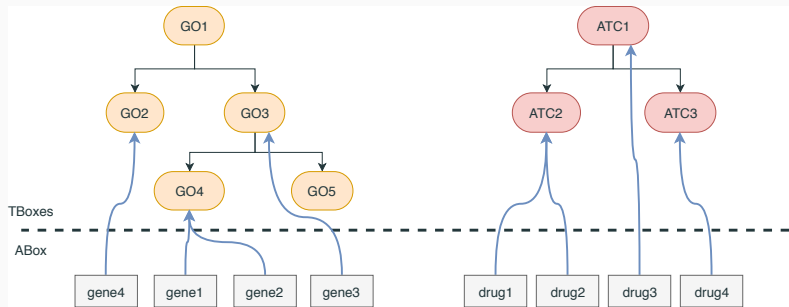 GO1
ATC1
GO2
GO3
ATC2
ATC3
GO4
GO5
TBoxes
ABox
gene4
gene1
gene2
gene3
drug1
drug2
drug3
drug4